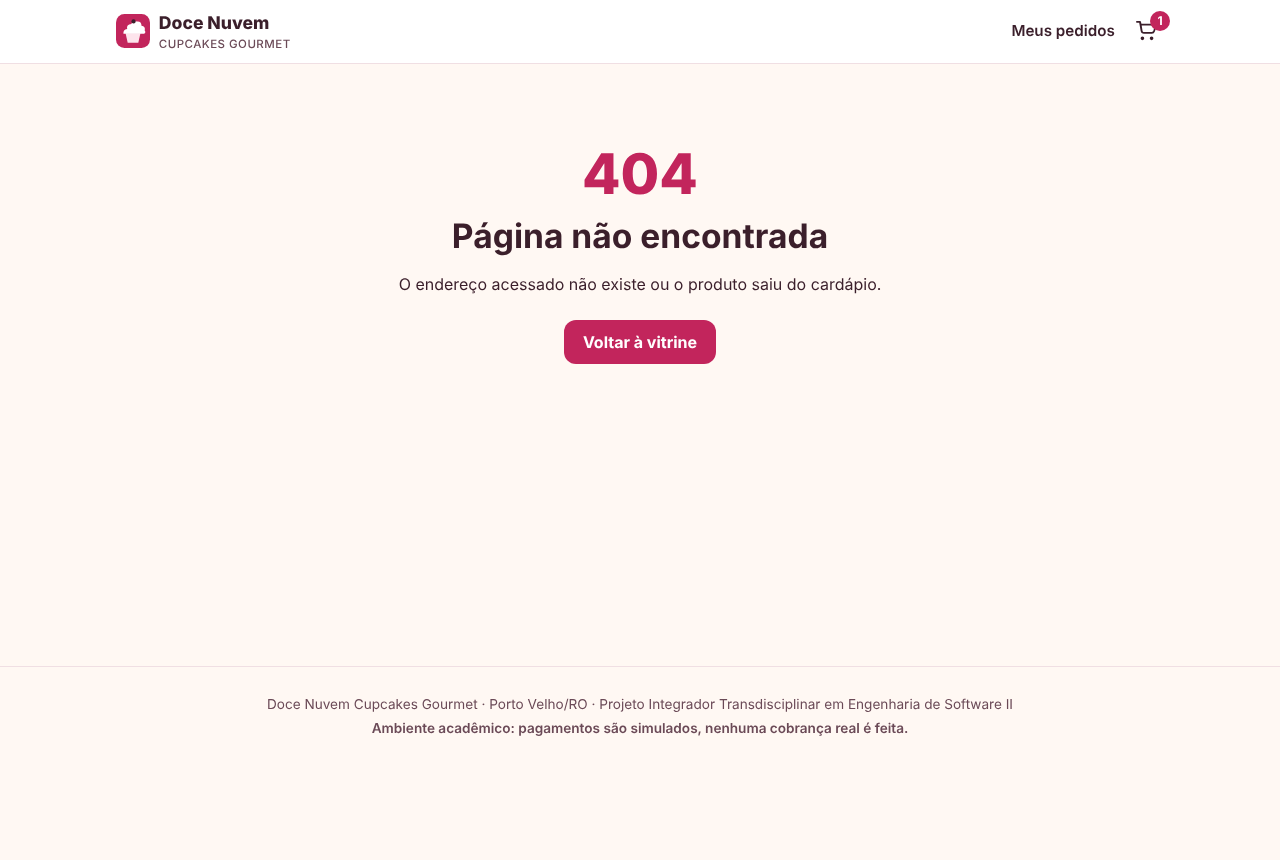 Doce Nuvem
CUPCAKES GOURMET
Meus pedidos
1
404
Página não encontrada
O endereço acessado não existe ou o produto saiu do cardápio.
Voltar à vitrine
Doce Nuvem Cupcakes Gourmet · Porto Velho/RO · Projeto Integrador Transdisciplinar em Engenharia de Software II
Ambiente acadêmico: pagamentos são simulados, nenhuma cobrança real é feita.